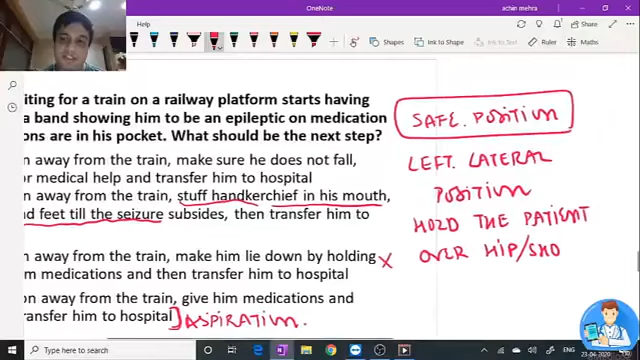 OneNote
achin mehra
Help
Share
Shapes
Ink to Shape
Ink to Text
Ruler
Maths
iting for a train on a railway platform starts having
a band showing him to be an epileptic on medication
ons are in his pocket. What should be the next step?
n away from the train, make sure he does not fall,
or medical help and transfer him to hospital
n away from the train, stuff handkerchief in his mouth,
nd feet till the seizure subsides, then transfer him to
n away from the train, make him lie down by holding X
m medications and then transfer him to hospital
on away from the train, give him medications and
transfer him to hospital] ASPIRATION.
SAFE. POSITION
LEFT. LATERAL
POSITION
HOLD THE PATIENT
OVER HIP/SHO
Type here to search
ENG
23-04-2020